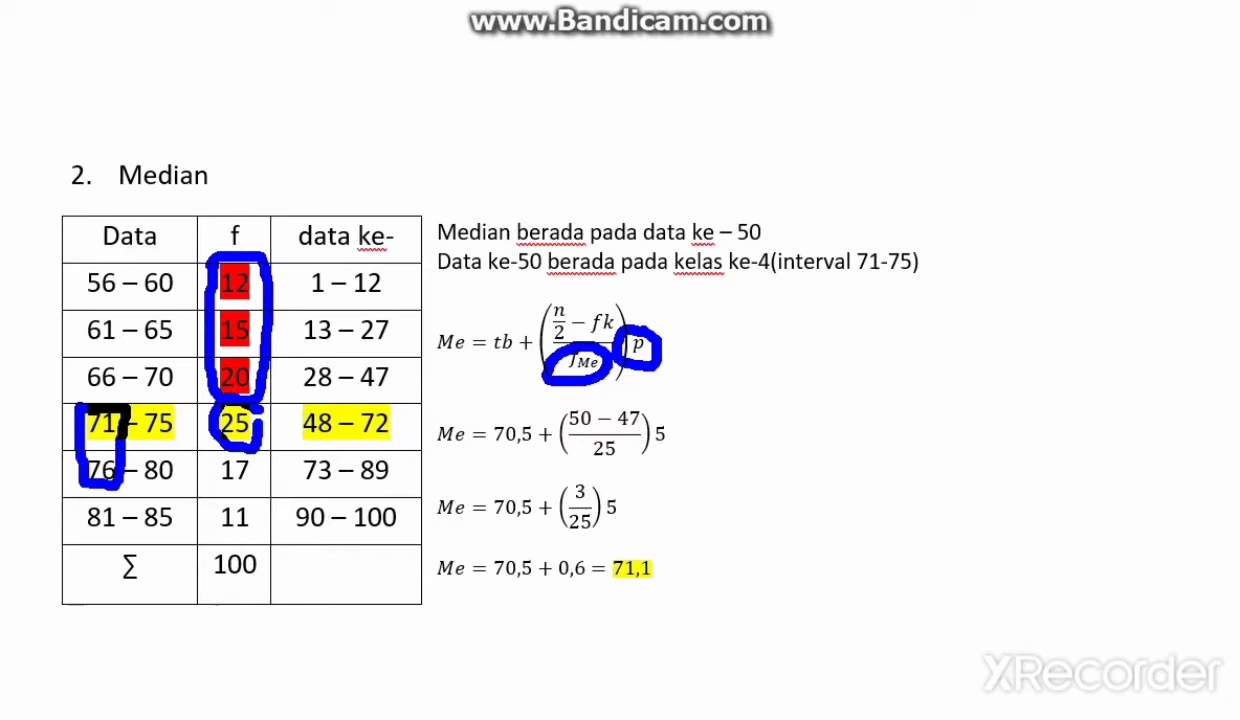 www.Bandicam.com
2. Median
Data f data ke-
56 – 60 12 1 – 12
61 – 65 15 13 – 27
66 – 70 20 28 – 47
71 – 75 25 48 – 72
76 – 80 17 73 – 89
81 – 85 11 90 – 100
∑ 100
Median berada pada data ke – 50
Data ke-50 berada pada kelas ke-4(interval 71-75)
Me = tb + ((n/2 − fk)/f_Me) p
Me = 70,5 + ((50 − 47)/25) 5
Me = 70,5 + (3/25) 5
Me = 70,5 + 0,6 = 71,1
XRecorder